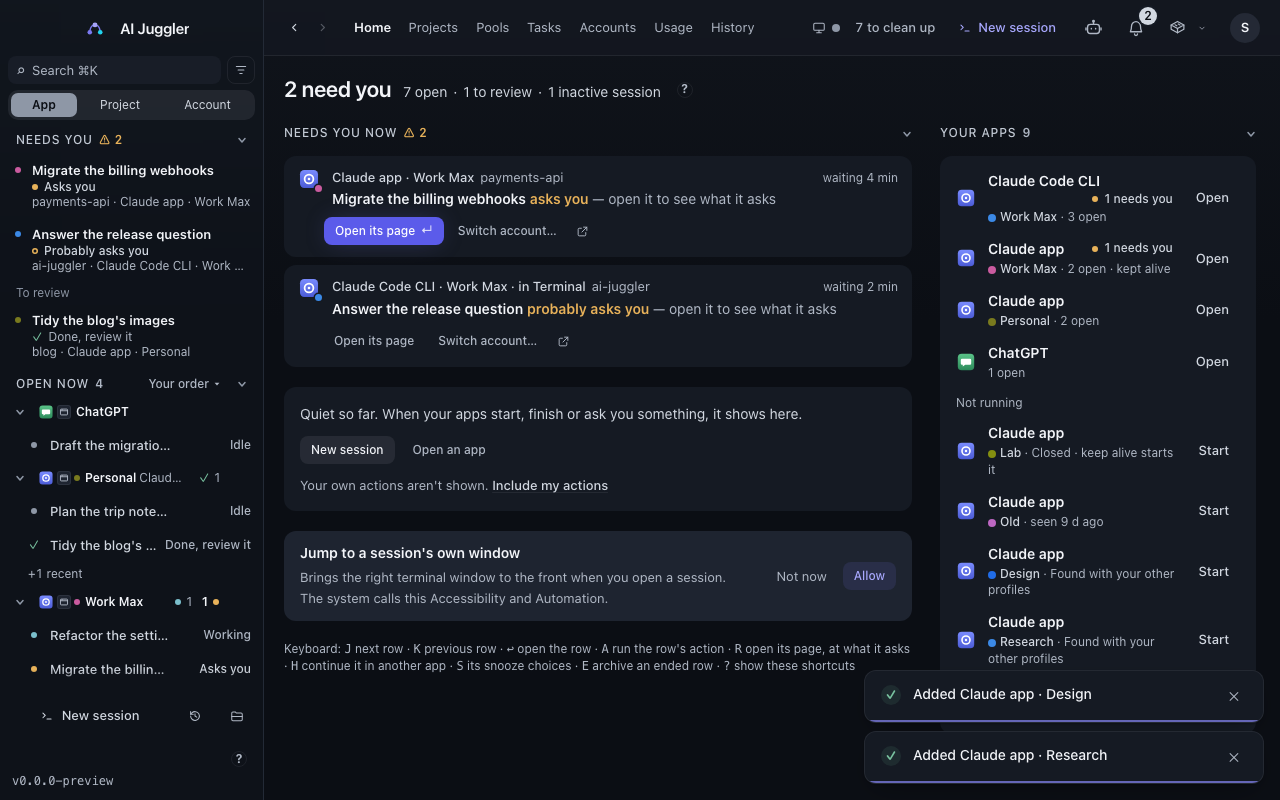 AI Juggler
Search ⌘K
App Project Account
NEEDS YOU 2
Migrate the billing webhooks
Asks you
payments-api · Claude app · Work Max
Answer the release question
Probably asks you
ai-juggler · Claude Code CLI · Work ...
To review
Tidy the blog's images
Done, review it
blog · Claude app · Personal
OPEN NOW 4 Your order
ChatGPT
Draft the migratio... Idle
Personal Claud... 1
Plan the trip note... Idle
Tidy the blog's ... Done, review it
+1 recent
Work Max 1 1
Refactor the setti... Working
Migrate the billin... Asks you
New session
?
v0.0.0-preview
Home Projects Pools Tasks Accounts Usage History 7 to clean up New session 2 S
2 need you 7 open · 1 to review · 1 inactive session ?
NEEDS YOU NOW 2
Claude app · Work Max payments-api waiting 4 min
Migrate the billing webhooks asks you — open it to see what it asks
Open its page ↵ Switch account...
Claude Code CLI · Work Max · in Terminal ai-juggler waiting 2 min
Answer the release question probably asks you — open it to see what it asks
Open its page Switch account...
Quiet so far. When your apps start, finish or ask you something, it shows here.
New session Open an app
Your own actions aren't shown. Include my actions
Jump to a session's own window
Brings the right terminal window to the front when you open a session.
The system calls this Accessibility and Automation.
Not now Allow
Keyboard: J next row · K previous row · ↩ open the row · A run the row's action · R open its page, at what it asks
· H continue it in another app · S its snooze choices · E archive an ended row · ? show these shortcuts
YOUR APPS 9
Claude Code CLI
1 needs you
Work Max · 3 open
Open
Claude app 1 needs you
Work Max · 2 open · kept alive
Open
Claude app
Personal · 2 open
Open
ChatGPT
1 open
Open
Not running
Claude app
Lab · Closed · keep alive starts
it
Start
Claude app
Old · seen 9 d ago
Start
Claude app
Design · Found with your other
profiles
Start
Claude app
Research · Found with your
other profiles
Start
Added Claude app · Design
Added Claude app · Research